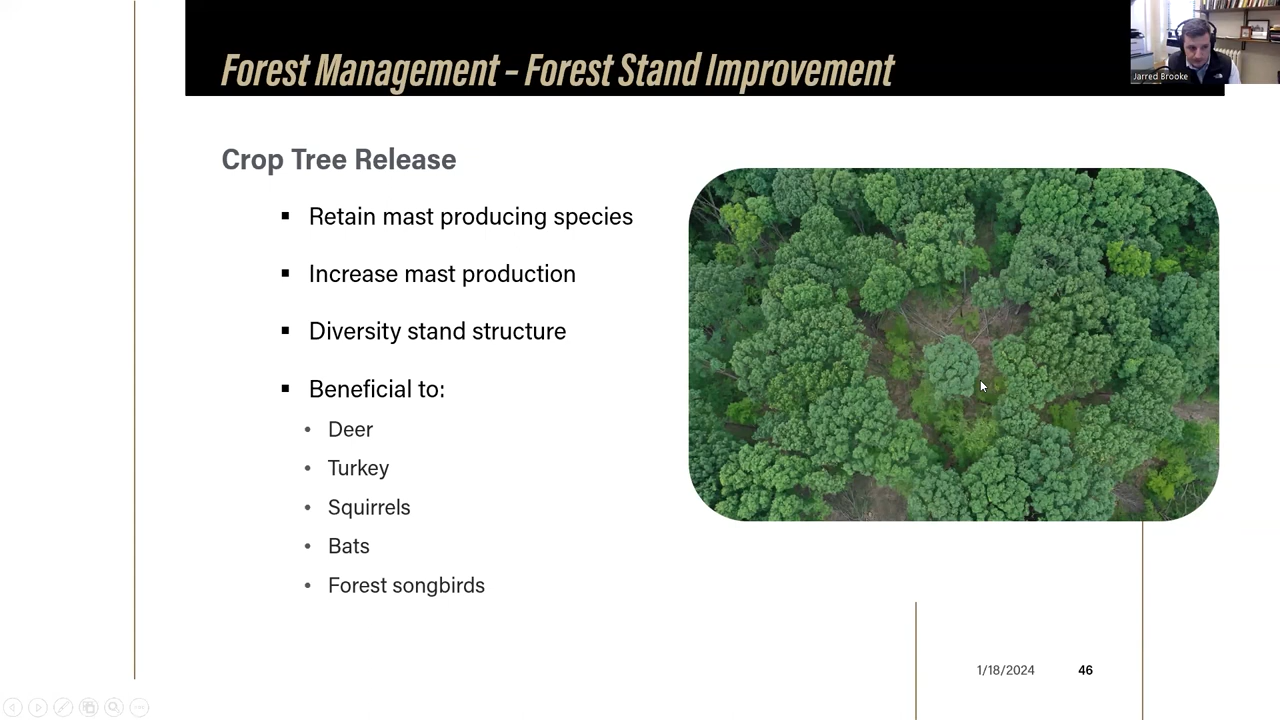 Forest Management – Forest Stand Improvement
Jarred Brooke
Crop Tree Release
▪ Retain mast producing species
▪ Increase mast production
▪ Diversity stand structure
▪ Beneficial to:
• Deer
• Turkey
• Squirrels
• Bats
• Forest songbirds
1/18/2024 46